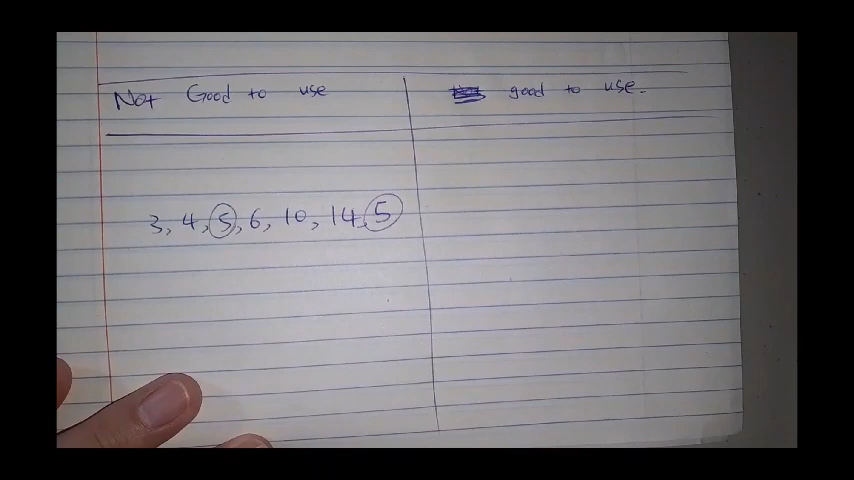 Not Good to use
good to use.
3, 4, 5, 6, 10, 14, 5